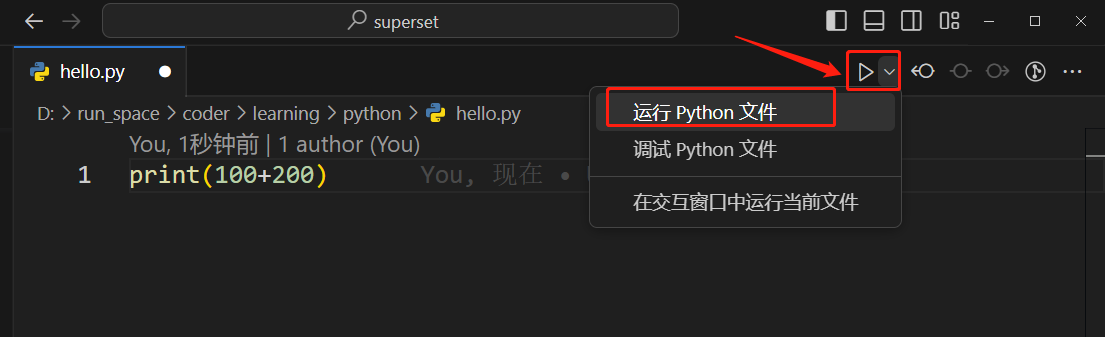 superset
hello.py
D: > run_space > coder > learning > python > hello.py
You, 1秒钟前 | 1 author (You)
1 print(100+200) You, 现在 •
运行 Python 文件
调试 Python 文件
在交互窗口中运行当前文件